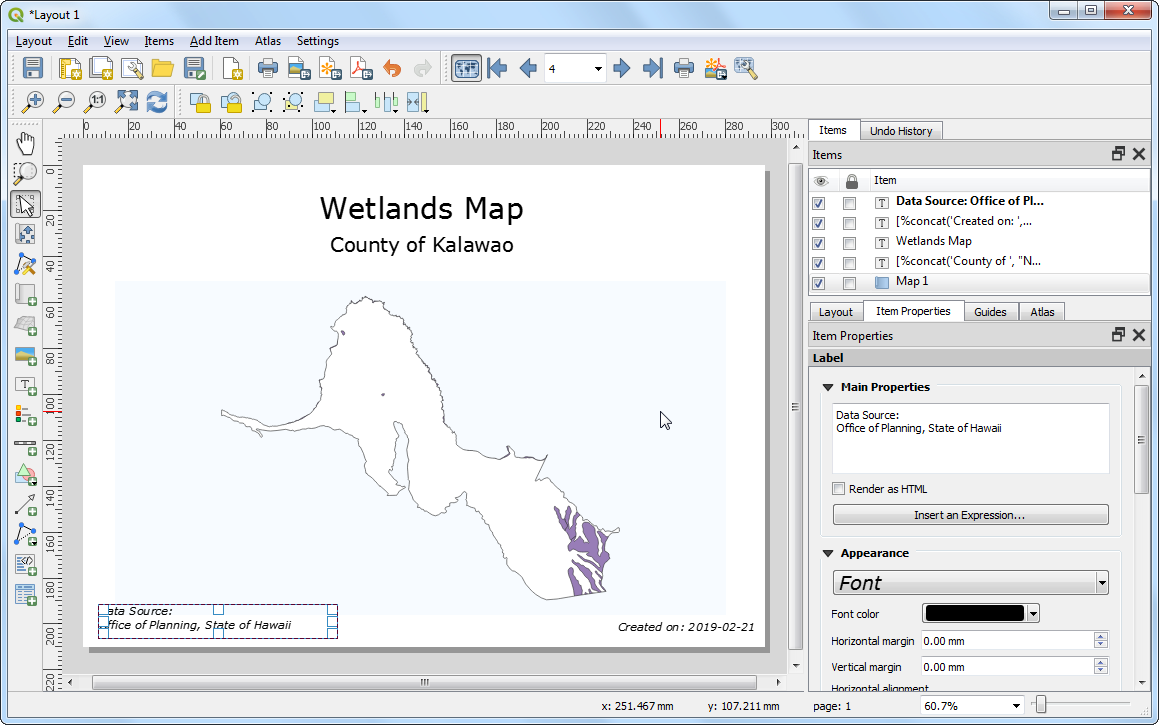 *Layout 1
Layout Edit View Items Add Item Atlas Settings
1:1
4
0 20 40 60 80 100 120 140 160 180 200 220 240 260 280 300
0
20
40
60
80
100
120
140
160
180
200
220
Wetlands Map
County of Kalawao
ata Source:
ffice of Planning, State of Hawaii
Created on: 2019-02-21
Items Undo History
Items
Item
T Data Source: Office of Pl...
T [%concat('Created on: ',...
T Wetlands Map
T [%concat('County of ', "N...
Map 1
Layout Item Properties Guides Atlas
Item Properties
Label
Main Properties
Data Source:
Office of Planning, State of Hawaii
Render as HTML
Insert an Expression...
Appearance
Font
Font color
Horizontal margin 0.00 mm
Vertical margin 0.00 mm
Horizontal alignment
x: 251.467 mm y: 107.211 mm page: 1 60.7%